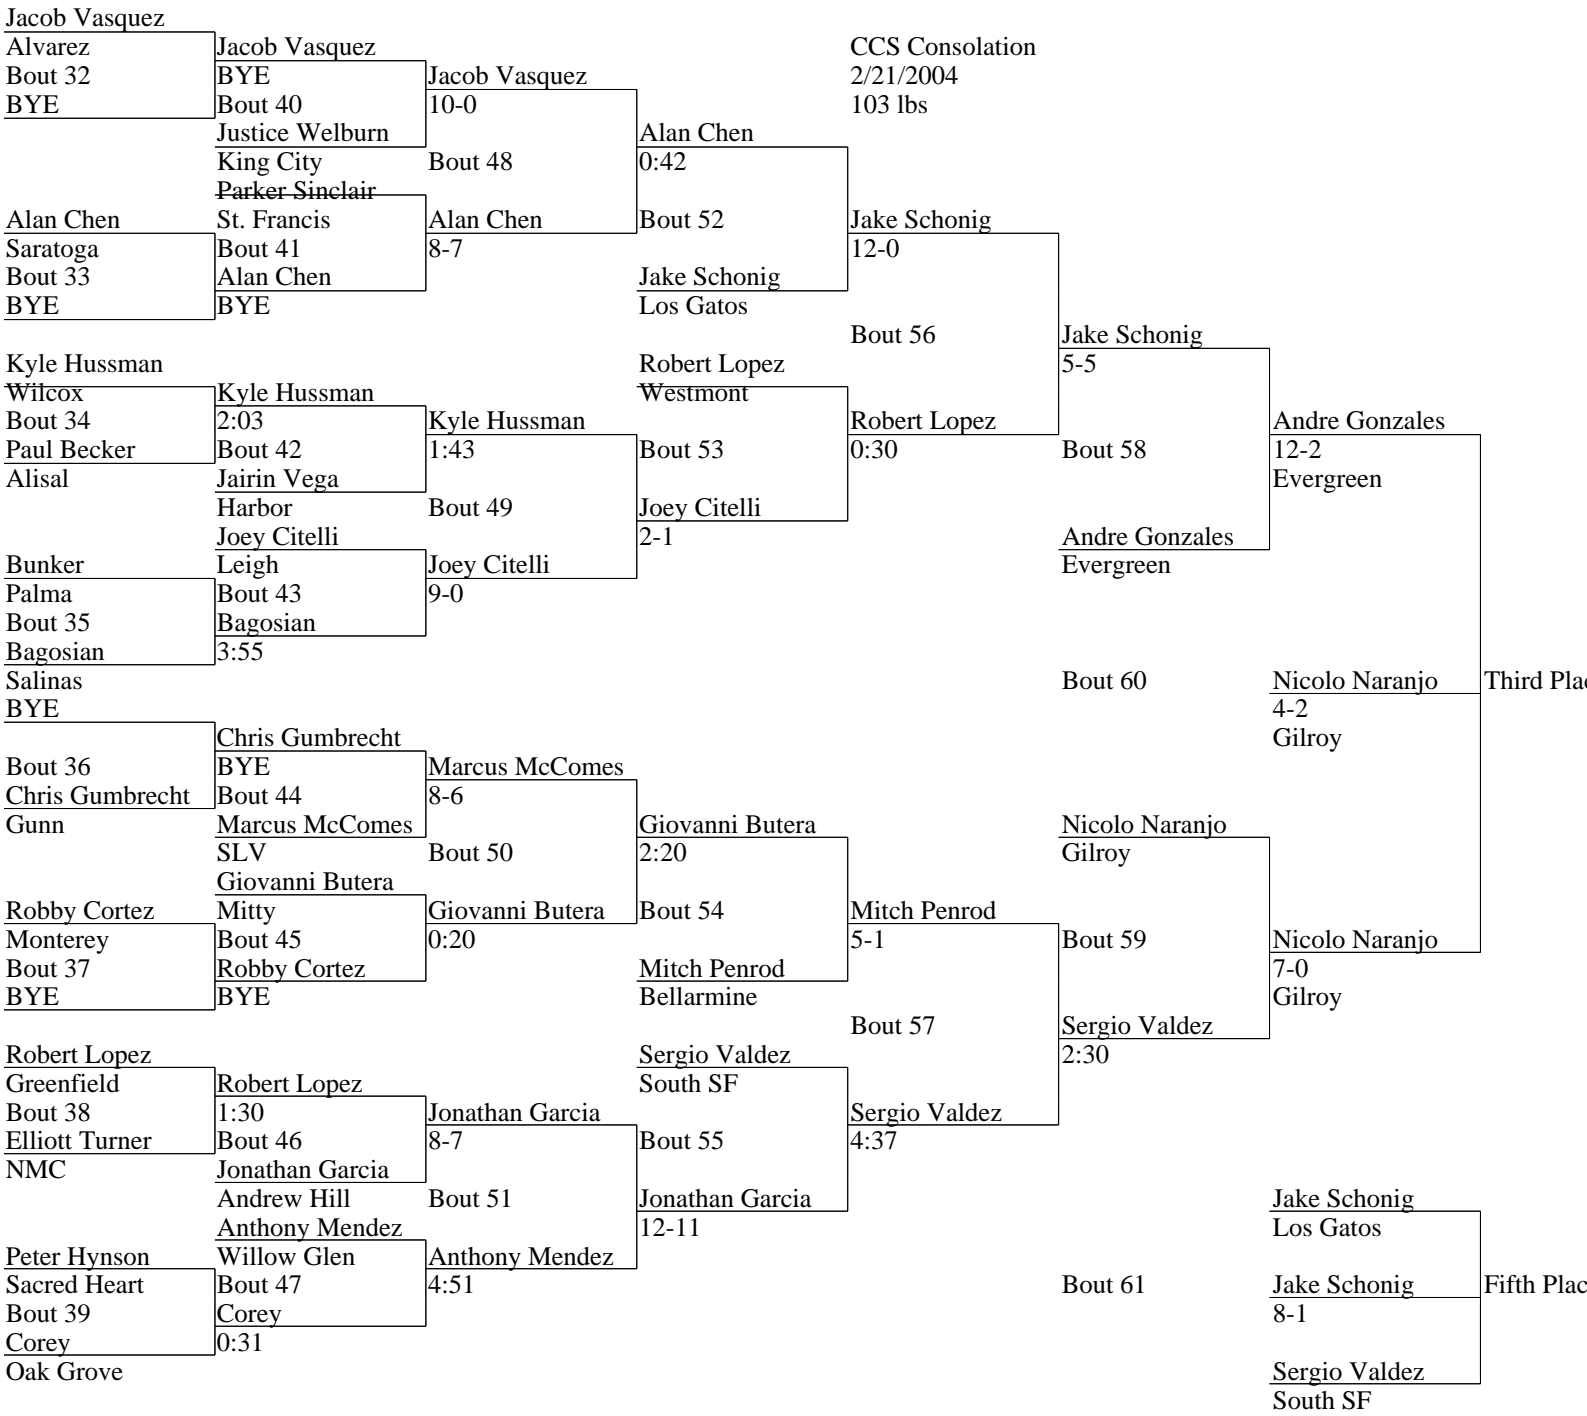 Jacob Vasquez
Alvarez
Bout 32
BYE
Alan Chen
Saratoga
Bout 33
BYE
Kyle Hussman
Wilcox
Bout 34
Paul Becker
Alisal
Bunker
Palma
Bout 35
Bagosian
Salinas
BYE
Bout 36
Chris Gumbrecht
Gunn
Robby Cortez
Monterey
Bout 37
BYE
Robert Lopez
Greenfield
Bout 38
Elliott Turner
NMC
Peter Hynson
Sacred Heart
Bout 39
Corey
Oak Grove
Jacob Vasquez
BYE
Bout 40
Justice Welburn
King City
Parker Sinclair
St. Francis
Bout 41
Alan Chen
BYE
Kyle Hussman
2:03
Bout 42
Jairin Vega
Harbor
Joey Citelli
Leigh
Bout 43
Bagosian
3:55
Chris Gumbrecht
BYE
Bout 44
Marcus McComes
SLV
Giovanni Butera
Mitty
Bout 45
Robby Cortez
BYE
Robert Lopez
1:30
Bout 46
Jonathan Garcia
Andrew Hill
Anthony Mendez
Willow Glen
Bout 47
Corey
0:31
Jacob Vasquez
10-0
Bout 48
Alan Chen
8-7
Kyle Hussman
1:43
Bout 49
Joey Citelli
9-0
Marcus McComes
8-6
Bout 50
Giovanni Butera
0:20
Jonathan Garcia
8-7
Bout 51
Anthony Mendez
4:51
Alan Chen
0:42
Bout 52
Jake Schonig
Los Gatos
Robert Lopez
Westmont
Bout 53
Joey Citelli
2-1
Giovanni Butera
2:20
Bout 54
Mitch Penrod
Bellarmine
Sergio Valdez
South SF
Bout 55
Jonathan Garcia
12-11
CCS Consolation
2/21/2004
103 lbs
Jake Schonig
12-0
Bout 56
Robert Lopez
0:30
Mitch Penrod
5-1
Bout 57
Sergio Valdez
4:37
Jake Schonig
5-5
Bout 58
Andre Gonzales
Evergreen
Bout 60
Nicolo Naranjo
Gilroy
Bout 59
Sergio Valdez
2:30
Bout 61
Andre Gonzales
12-2
Evergreen
Nicolo Naranjo
4-2
Gilroy
Nicolo Naranjo
7-0
Gilroy
Jake Schonig
Los Gatos
Jake Schonig
8-1
Sergio Valdez
South SF
Third Plac
Fifth Plac